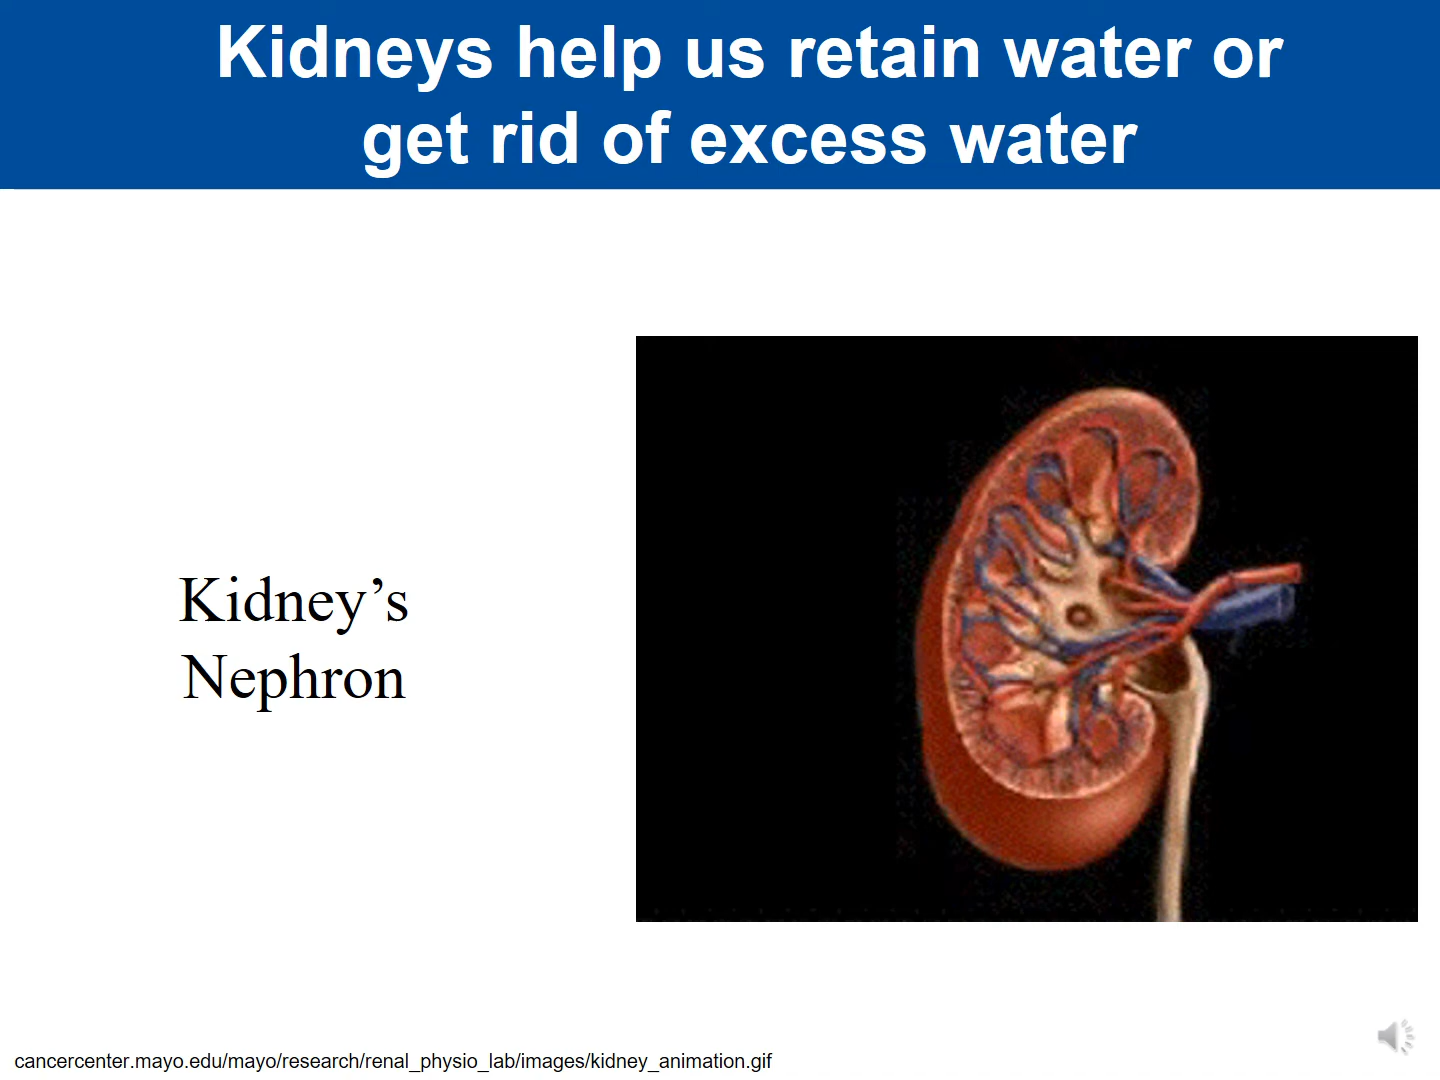 Kidneys help us retain water or
get rid of excess water
Kidney’s
Nephron
cancercenter.mayo.edu/mayo/research/renal_physio_lab/images/kidney_animation.gif